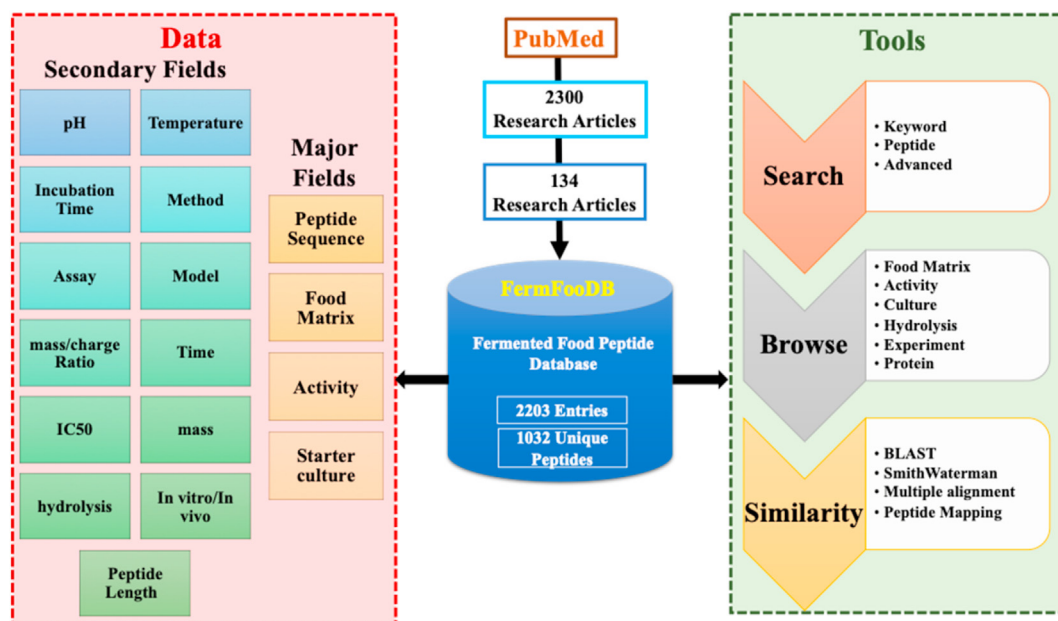 Data
Secondary Fields
pH
Temperature
Incubation
Time
Method
Assay
Model
mass/charge
Ratio
Time
IC50
mass
hydrolysis
In vitro/In
vivo
Peptide
Length
Major
Fields
Peptide
Sequence
Food
Matrix
Activity
Starter
culture
PubMed
2300
Research Articles
134
Research Articles
FermFooDB
Fermented Food Peptide
Database
2203 Entries
1032 Unique
Peptides
Tools
Search
• Keyword
• Peptide
• Advanced
Browse
• Food Matrix
• Activity
• Culture
• Hydrolysis
• Experiment
• Protein
Similarity
• BLAST
• SmithWaterman
• Multiple alignment
• Peptide Mapping